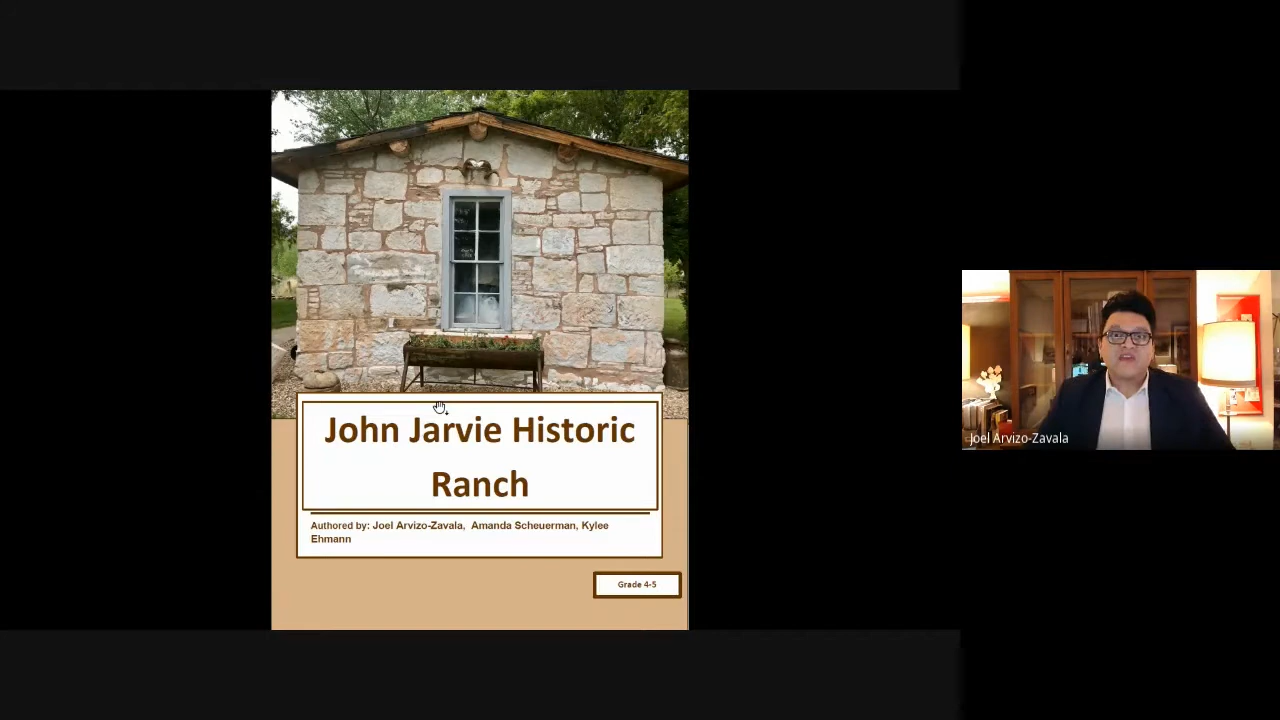 John Jarvie Historic
Ranch
Authored by: Joel Arvizo-Zavala, Amanda Scheuerman, Kylee
Ehmann
Grade 4-5
Joel Arvizo-Zavala